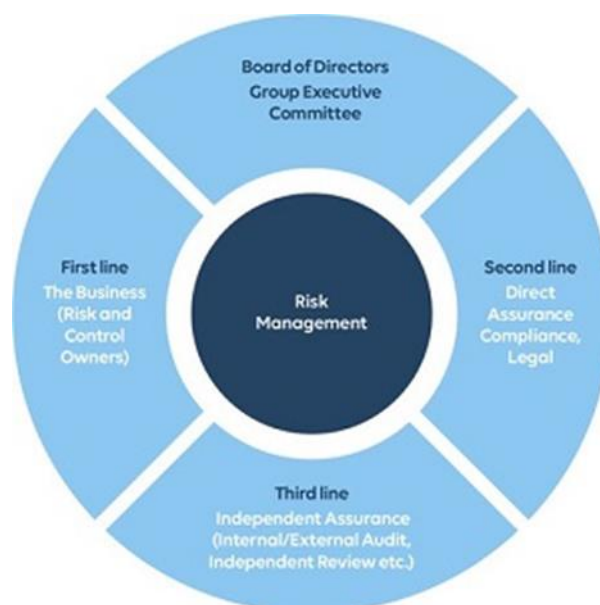 Board of Directors
Group Executive
Committee
First line
The Business
(Risk and
Control
Owners)
Risk
Management
Second line
Direct
Assurance
Compliance,
Legal
Third line
Independent Assurance
(Internal/External Audit,
Independent Review etc.)